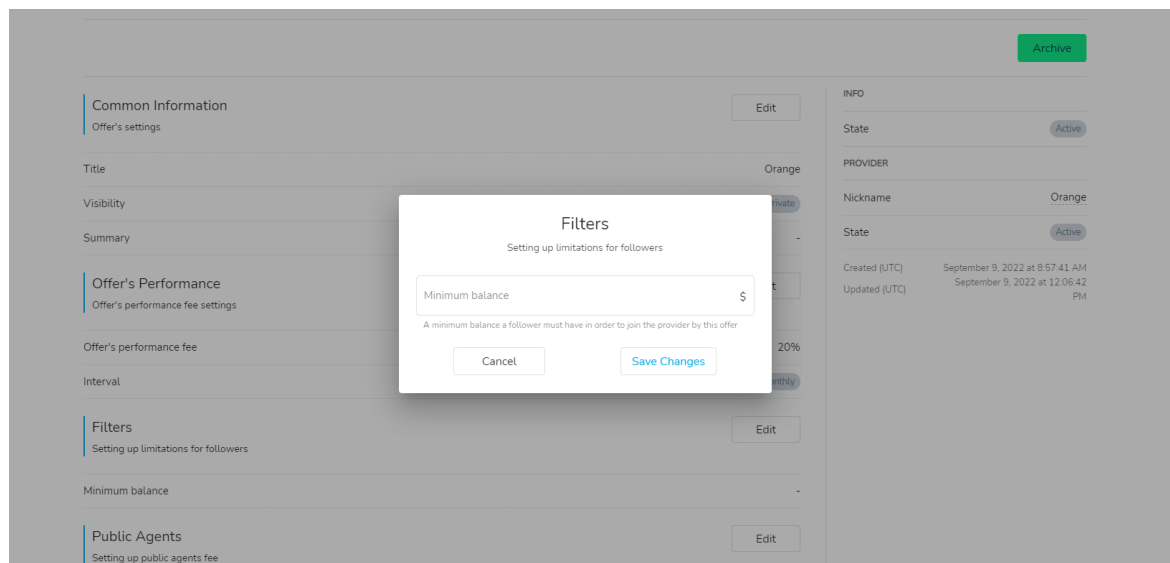 Archive
Common Information
Offer's settings
Edit
Title
Orange
Visibility
Summary
-
Offer's Performance
Offer's performance fee settings
Offer's performance fee
20%
Interval
Filters
Setting up limitations for followers
Edit
Minimum balance
-
Public Agents
Setting up public agents fee
Edit
Filters
Setting up limitations for followers
Minimum balance
$
A minimum balance a follower must have in order to join the provider by this offer
Cancel
Save Changes
INFO
State
Active
PROVIDER
Nickname
Orange
State
Active
Created (UTC)
September 9, 2022 at 8:57:41 AM
Updated (UTC)
September 9, 2022 at 12:06:42
PM